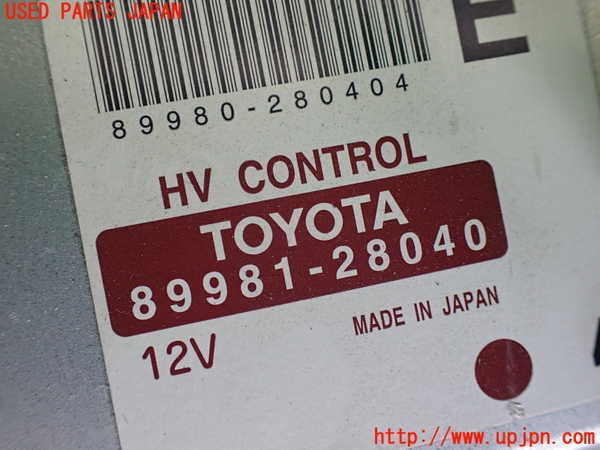 USED PARTS JAPAN
E
89980-280404
HV CONTROL
TOYOTA
89981-28040
12V
MADE IN JAPAN
http://www.upjpn.com/